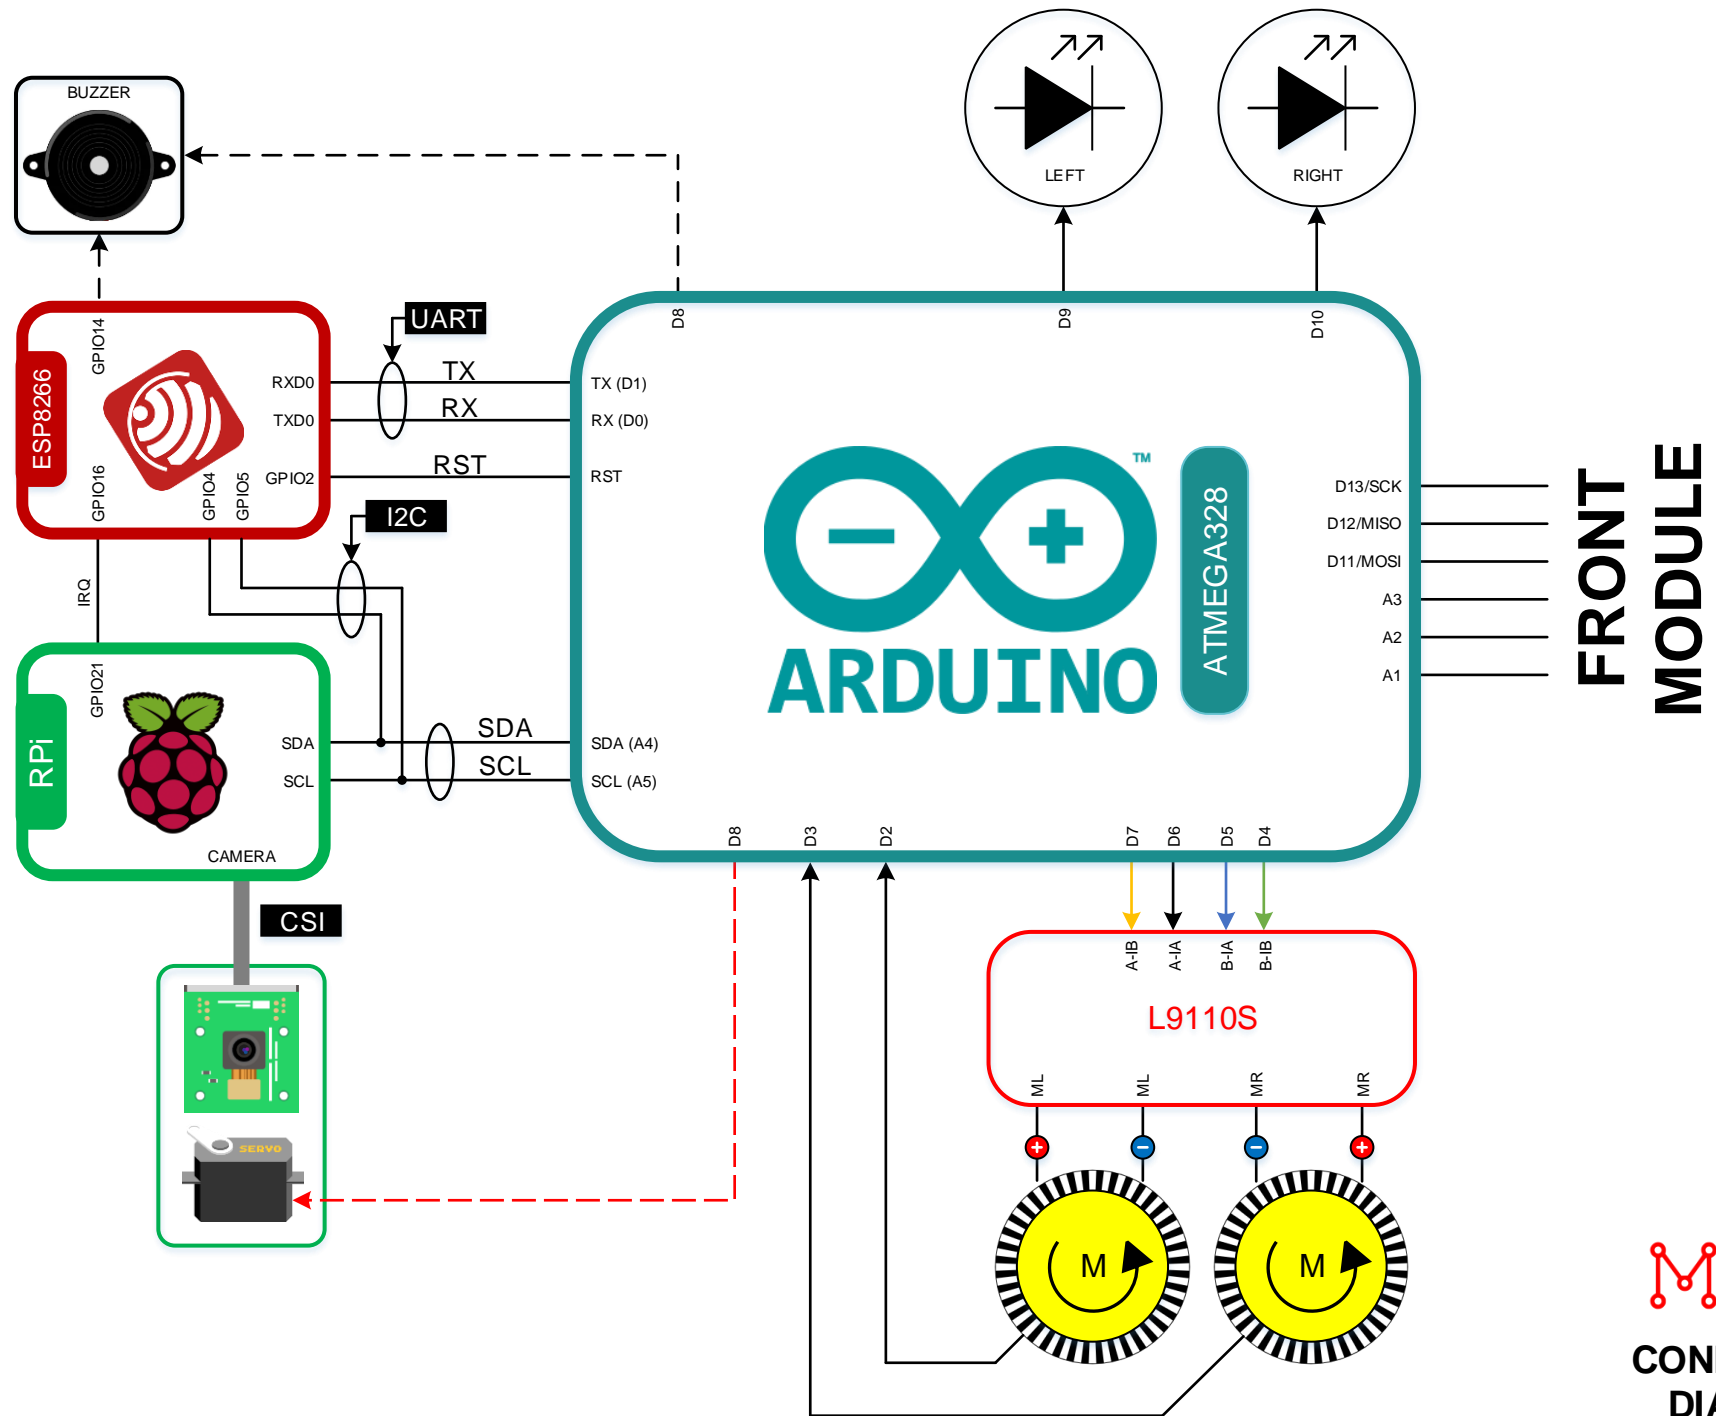 BUZZER
LEFT
RIGHT
ESP8266
GPIO14
RXD0
TXD0
GPIO2
GPIO16
GPIO4
GPIO5
UART
TX
RX
RST
I2C
IRQ
D8
D9
D10
TX (D1)
RX (D0)
RST
ARDUINO
TM
ATMEGA328
D13/SCK
D12/MISO
D11/MOSI
A3
A2
A1
FRONT
MODULE
RPi
GPIO21
SDA
SCL
CAMERA
SDA
SCL
SDA (A4)
SCL (A5)
D8
D3
D2
D7
D6
D5
D4
CSI
SERVO
A-IB
A-IA
B-IA
B-IB
L9110S
ML
ML
MR
MR
M
M